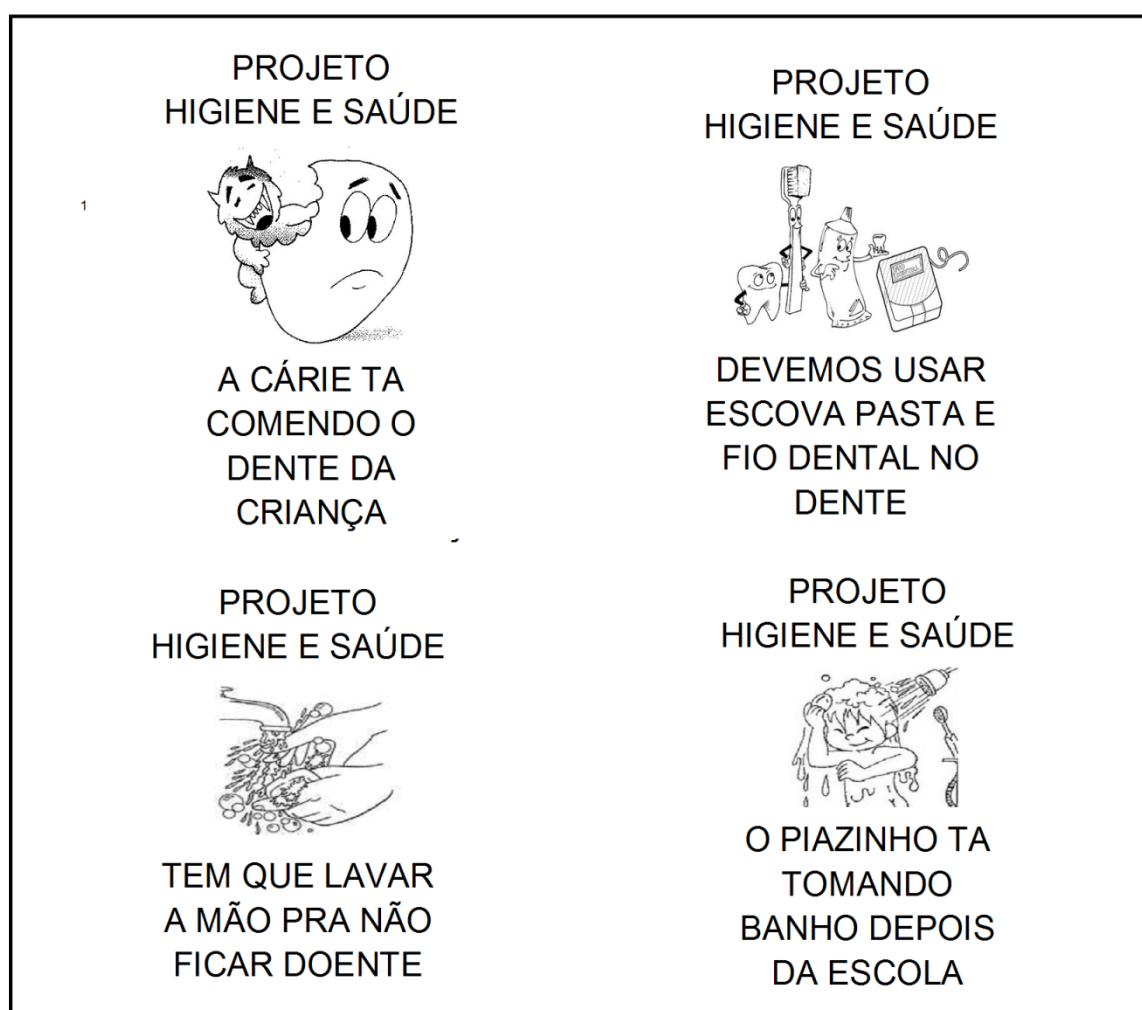 PROJETO
HIGIENE E SAÚDE
1
A CÁRIE TA
COMENDO O
DENTE DA
CRIANÇA
PROJETO
HIGIENE E SAÚDE
DEVEMOS USAR
ESCOVA PASTA E
FIO DENTAL NO
DENTE
PROJETO
HIGIENE E SAÚDE
TEM QUE LAVAR
A MÃO PRA NÃO
FICAR DOENTE
PROJETO
HIGIENE E SAÚDE
O PIAZINHO TA
TOMANDO
BANHO DEPOIS
DA ESCOLA